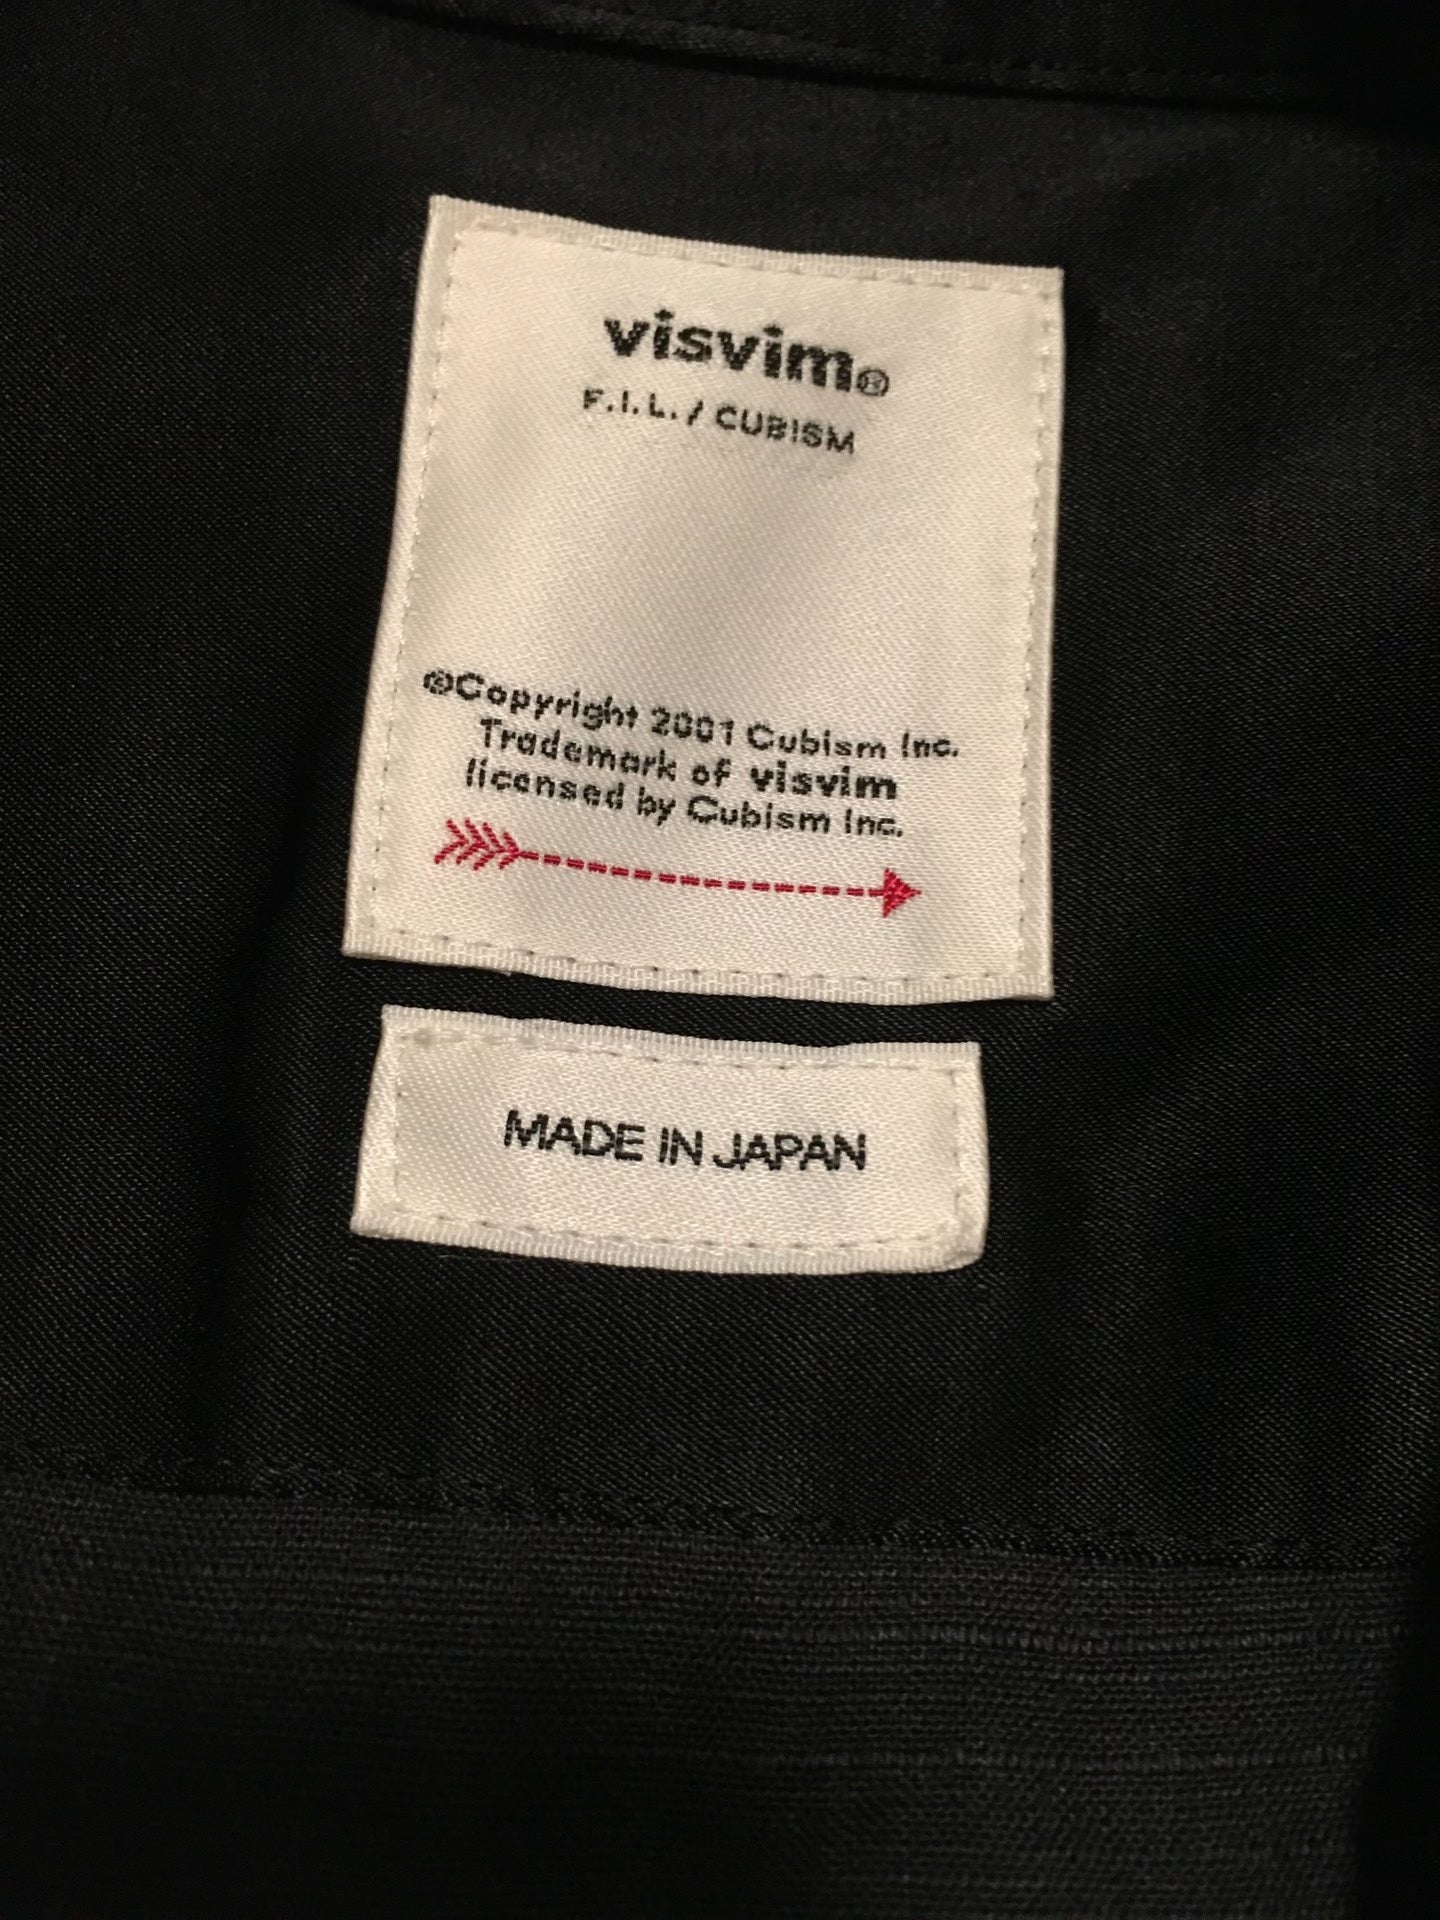 visvim®
F.I.L. / CUBISM
©Copyright 2001 Cubism Inc.
Trademark of visvim
licensed by Cubism Inc.
MADE IN JAPAN